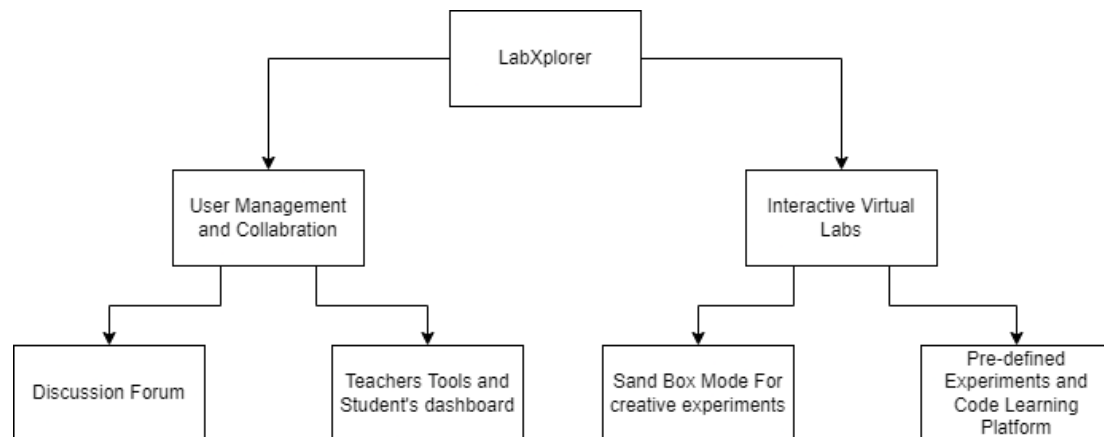 LabXplorer
User Management
and Collabration
Interactive Virtual
Labs
Discussion Forum
Teachers Tools and
Student's dashboard
Sand Box Mode For
creative experiments
Pre-defined
Experiments and
Code Learning
Platform